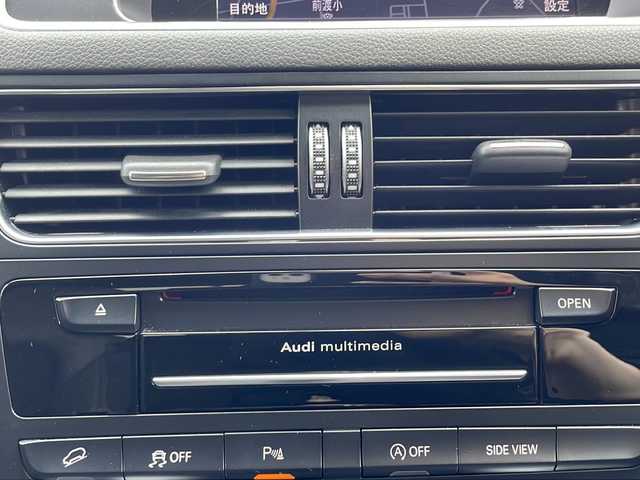 目的地
前渡小
設定
OPEN
Audi multimedia
OFF
P
A OFF
SIDE VIEW